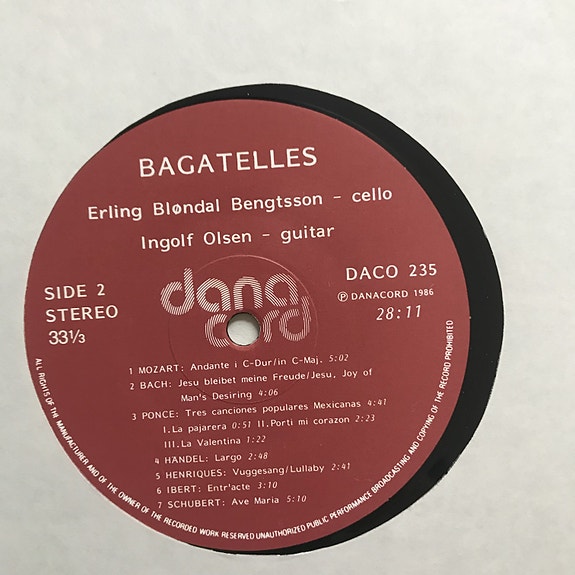 BAGATELLES
Erling Bløndal Bengtsson – cello
Ingolf Olsen – guitar
SIDE 2
STEREO
33⅓
dana
cord
DACO 235
Ⓟ DANACORD 1986
28:11
1 MOZART: Andante i C-Dur/in C-Maj. 5:02
2 BACH: Jesu bleibet meine Freude/Jesu, Joy of
Man's Desiring 4:06
3 PONCE: Tres canciones populares Mexicanas 4:41
I.La pajarera 0:51 II.Porti mi corazon 2:23
III.La Valentina 1:22
4 HÄNDEL: Largo 2:48
5 HENRIQUES: Vuggesang/Lullaby 2:41
6 IBERT: Entr'acte 3:10
7 SCHUBERT: Ave Maria 5:10
ALL RIGHTS OF THE MANUFACTURER AND OF THE OWNER OF THE RECORDED WORK RESERVED UNAUTHORIZED PUBLIC PERFORMANCE BROADCASTING AND COPYING OF THE RECORD PROHIBITED